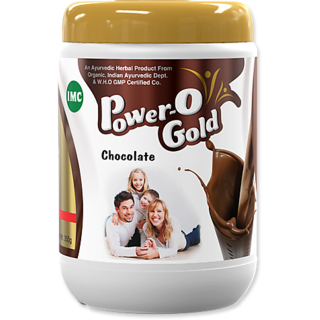 An Ayurvedic Herbal Product From
Organic, Indian Ayurvedic Dept.
& W.H.O GMP Certified Co.
IMC
Power-O
Gold
Chocolate